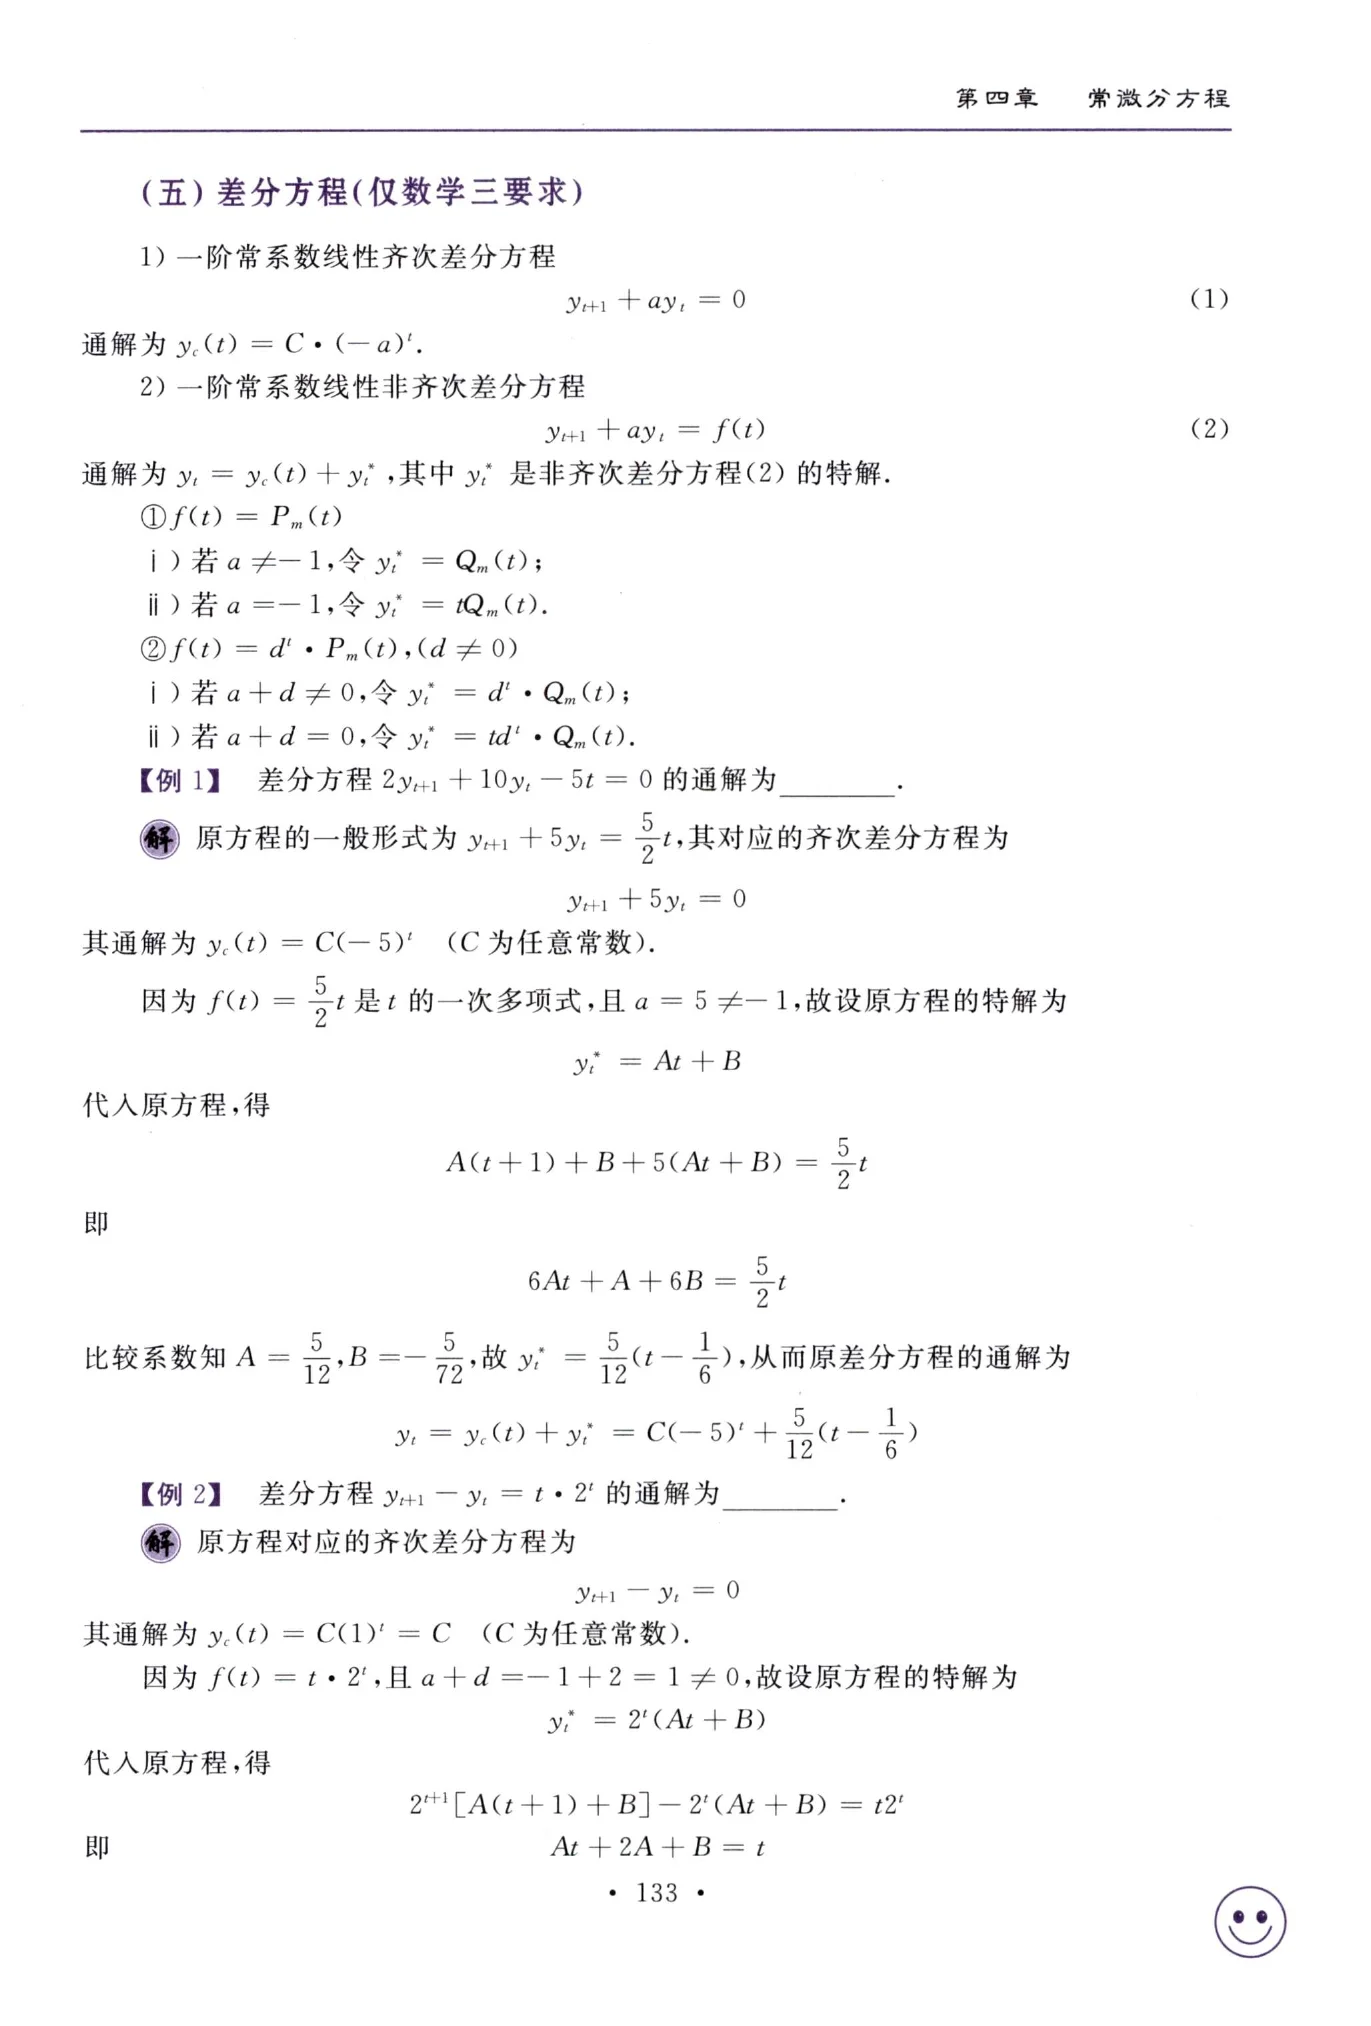 第四章 常微分方程
(五) 差分方程(仅数学三要求)
1) 一阶常系数线性齐次差分方程
$y_{t+1} + ay_t = 0$ (1)
通解为 $y_c(t) = C \cdot (-a)^t$.
2) 一阶常系数线性非齐次差分方程
$y_{t+1} + ay_t = f(t)$ (2)
通解为 $y_t = y_c(t) + y_t^*$,其中 $y_t^*$ 是非齐次差分方程(2) 的特解.
①$f(t) = P_m(t)$
ⅰ) 若 $a \neq -1$,令 $y_t^* = Q_m(t)$;
ⅱ) 若 $a = -1$,令 $y_t^* = tQ_m(t)$.
②$f(t) = d^t \cdot P_m(t)$,$(d \neq 0)$
ⅰ) 若 $a + d \neq 0$,令 $y_t^* = d^t \cdot Q_m(t)$;
ⅱ) 若 $a + d = 0$,令 $y_t^* = td^t \cdot Q_m(t)$.
【例 1】 差分方程 $2y_{t+1} + 10y_t - 5t = 0$ 的通解为________.
解 原方程的一般形式为 $y_{t+1} + 5y_t = \frac{5}{2}t$,其对应的齐次差分方程为
$y_{t+1} + 5y_t = 0$
其通解为 $y_c(t) = C(-5)^t$ (C 为任意常数).
因为 $f(t) = \frac{5}{2}t$ 是 $t$ 的一次多项式,且 $a = 5 \neq -1$,故设原方程的特解为
$y_t^* = At + B$
代入原方程,得
$A(t+1) + B + 5(At + B) = \frac{5}{2}t$
即
$6At + A + 6B = \frac{5}{2}t$
比较系数知 $A = \frac{5}{12}$,$B = -\frac{5}{72}$,故 $y_t^* = \frac{5}{12}(t - \frac{1}{6})$,从而原差分方程的通解为
$y_t = y_c(t) + y_t^* = C(-5)^t + \frac{5}{12}(t - \frac{1}{6})$
【例 2】 差分方程 $y_{t+1} - y_t = t \cdot 2^t$ 的通解为________.
解 原方程对应的齐次差分方程为
$y_{t+1} - y_t = 0$
其通解为 $y_c(t) = C(1)^t = C$ (C 为任意常数).
因为 $f(t) = t \cdot 2^t$,且 $a + d = -1 + 2 = 1 \neq 0$,故设原方程的特解为
$y_t^* = 2^t(At + B)$
代入原方程,得
$2^{t+1}[A(t+1) + B] - 2^t(At + B) = t2^t$
即 $At + 2A + B = t$
· 133 ·